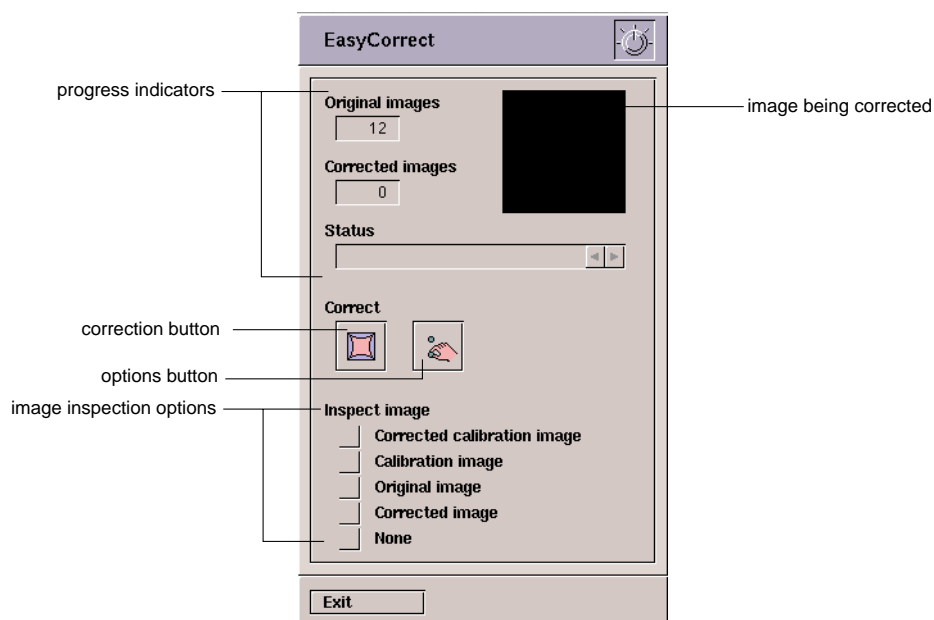 EasyCorrect
progress indicators
Original images
12
image being corrected
Corrected images
0
Status
Correct
correction button
options button
image inspection options
Inspect image
Corrected calibration image
Calibration image
Original image
Corrected image
None
Exit